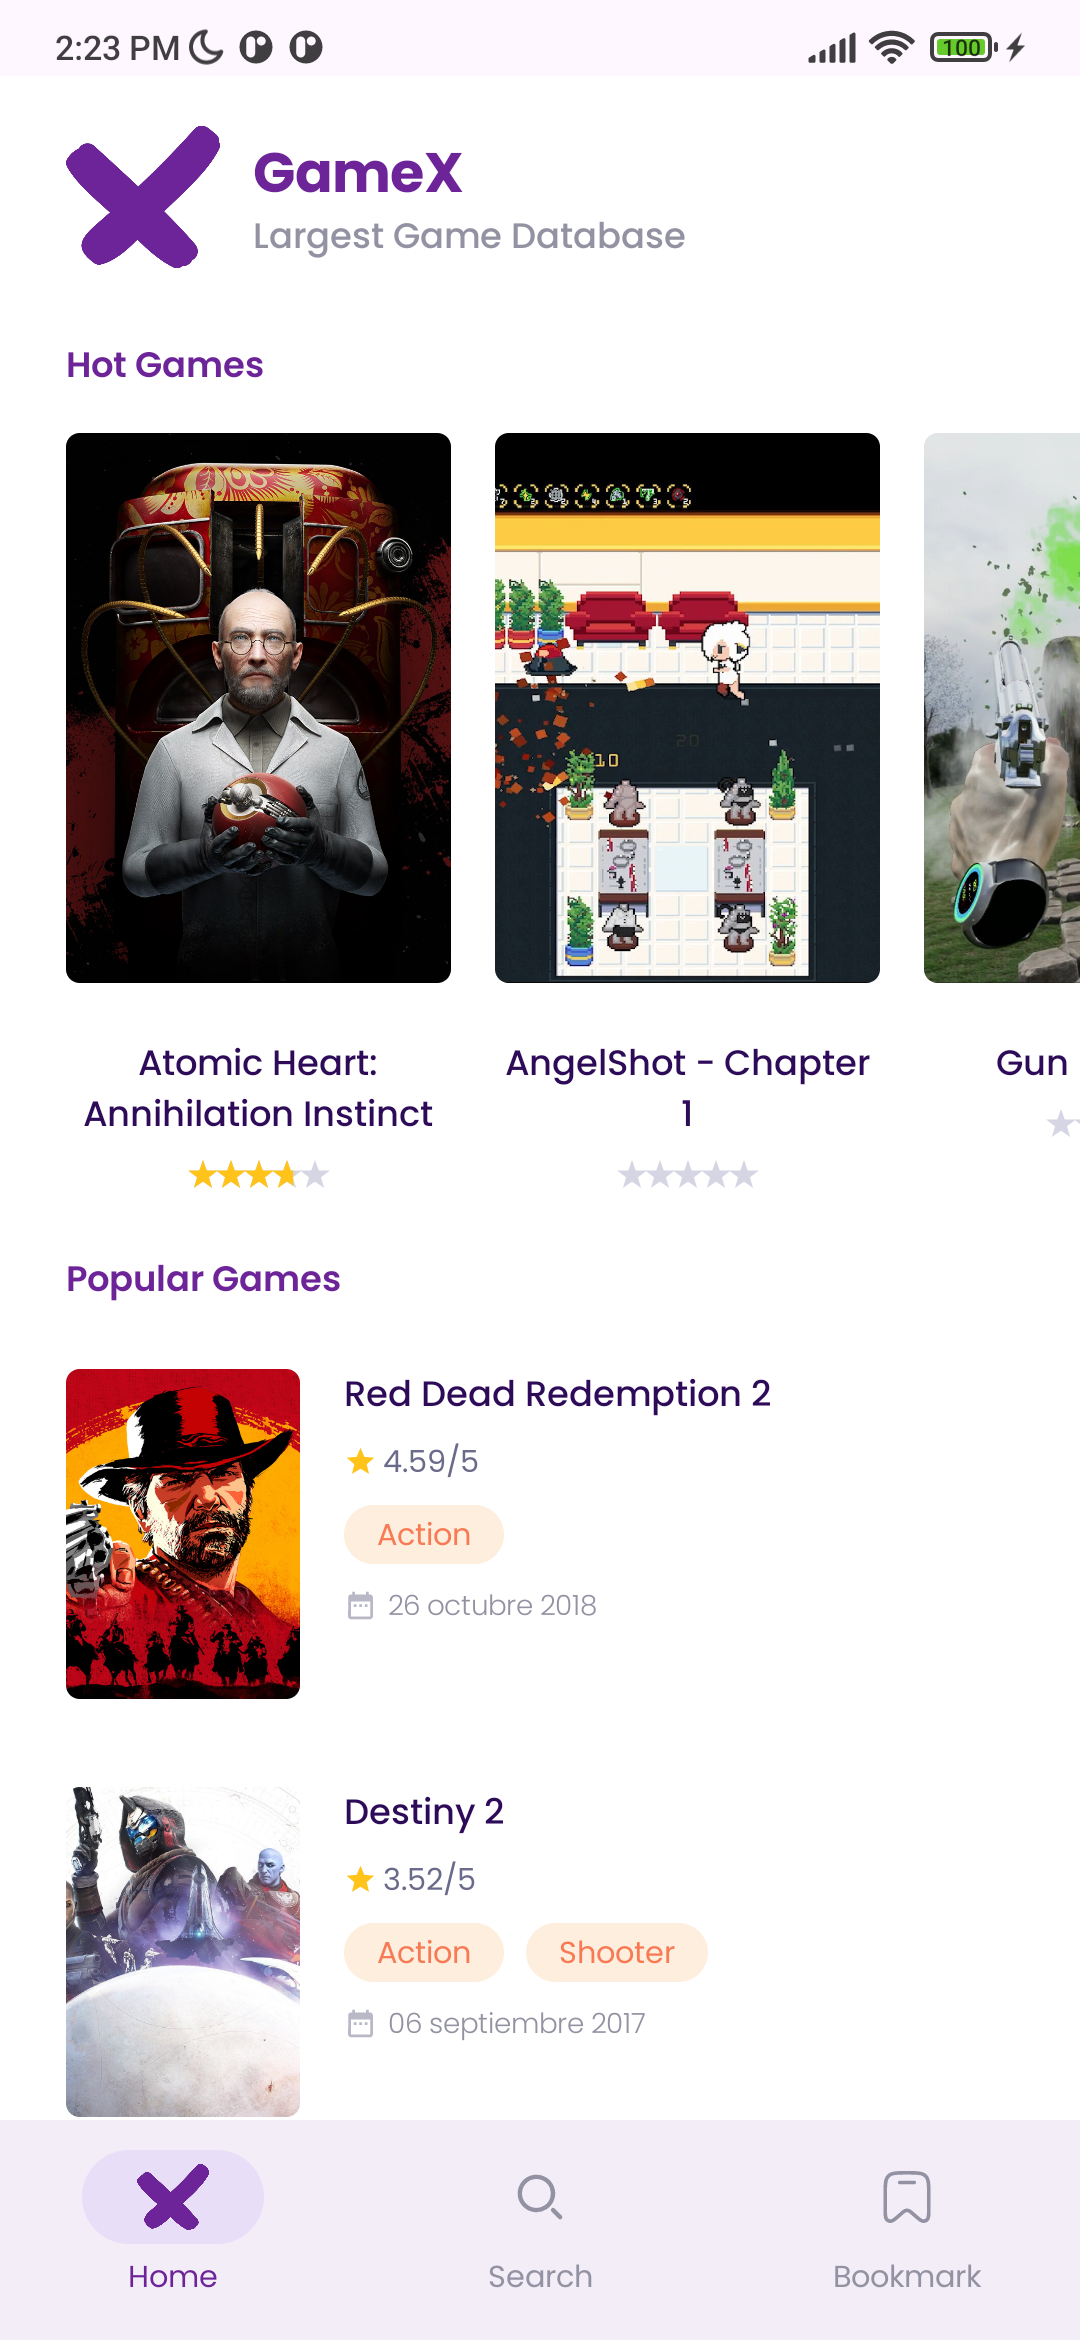 2:23 PM
100
GameX
Largest Game Database
Hot Games
10
20
Atomic Heart:
Annihilation Instinct
AngelShot - Chapter
1
Gun
Popular Games
Red Dead Redemption 2
4.59/5
Action
26 octubre 2018
Destiny 2
3.52/5
Action
Shooter
06 septiembre 2017
Home
Search
Bookmark